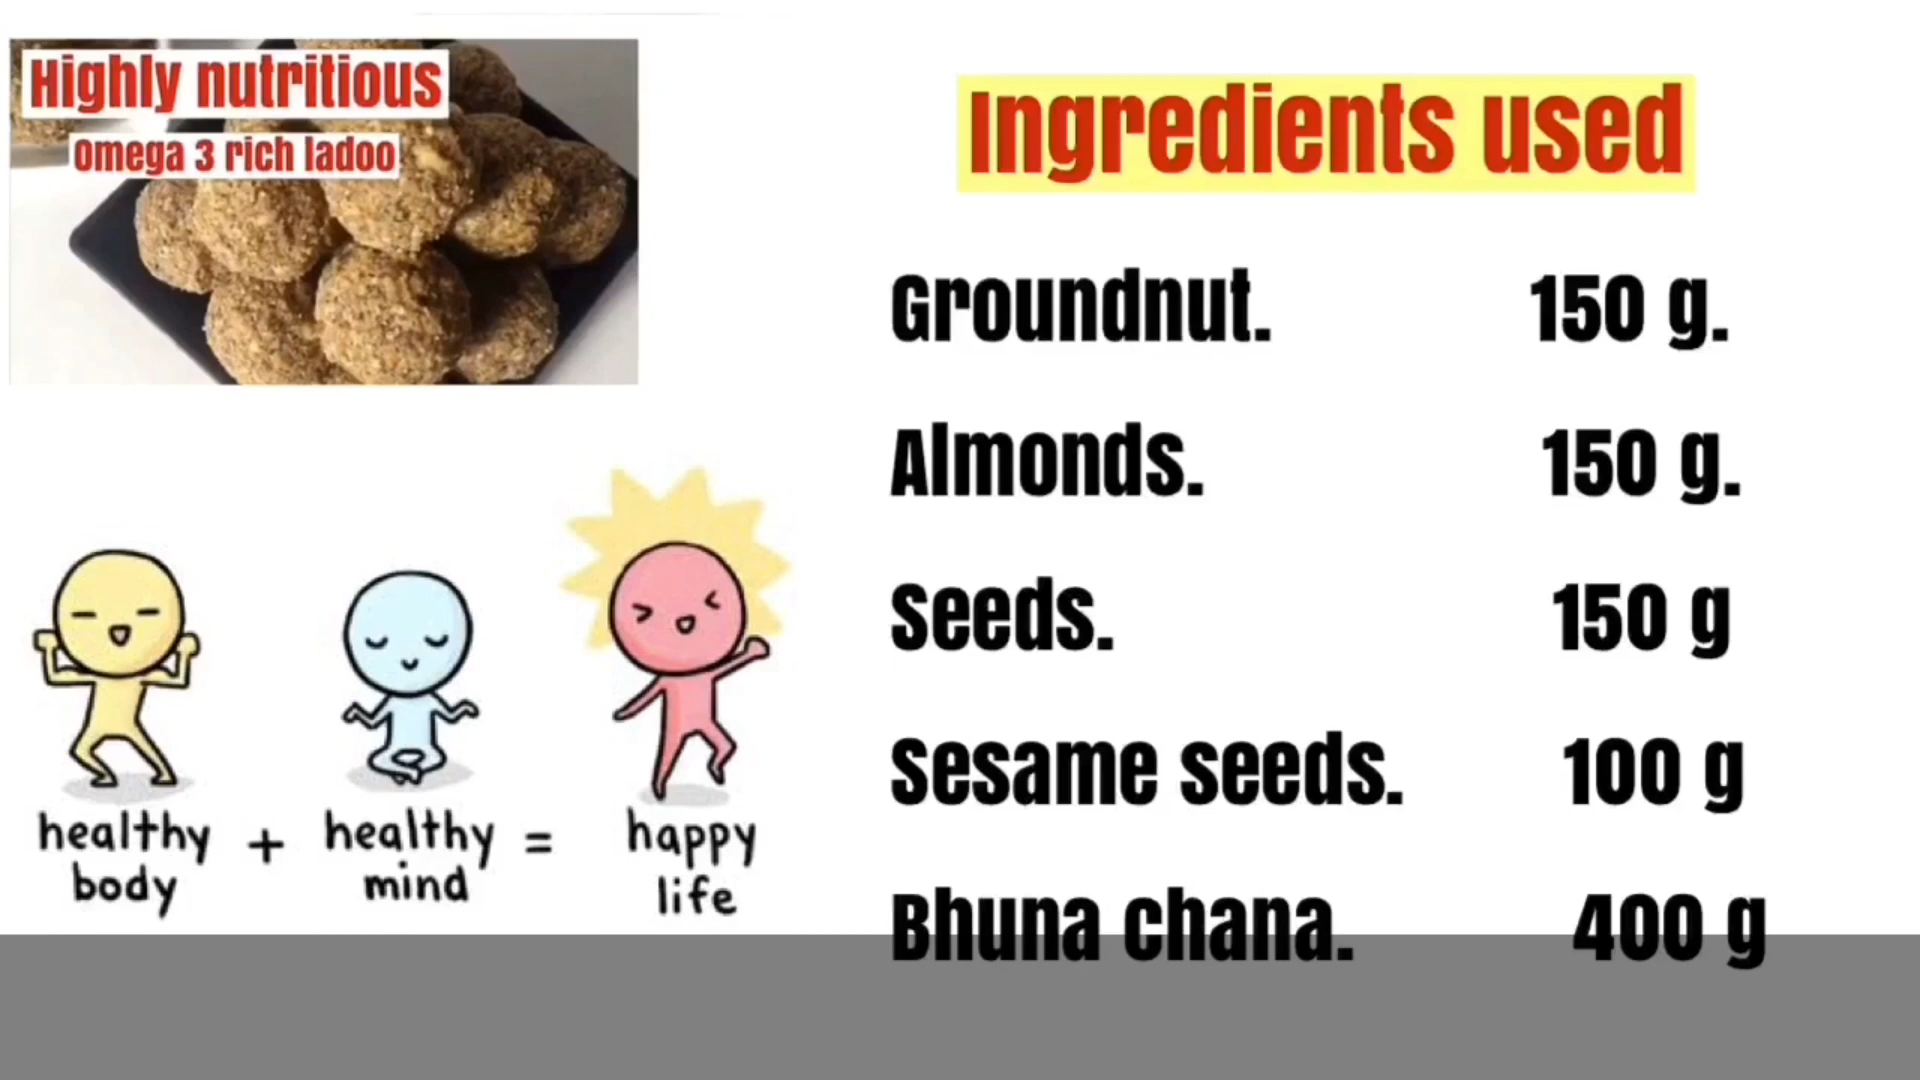 Highly nutritious
Omega 3 rich ladoo
healthy body + healthy mind = happy life
Ingredients used
Groundnut. 150 g.
Almonds. 150 g.
Seeds. 150 g
Sesame seeds. 100 g
Bhuna chana. 400 g